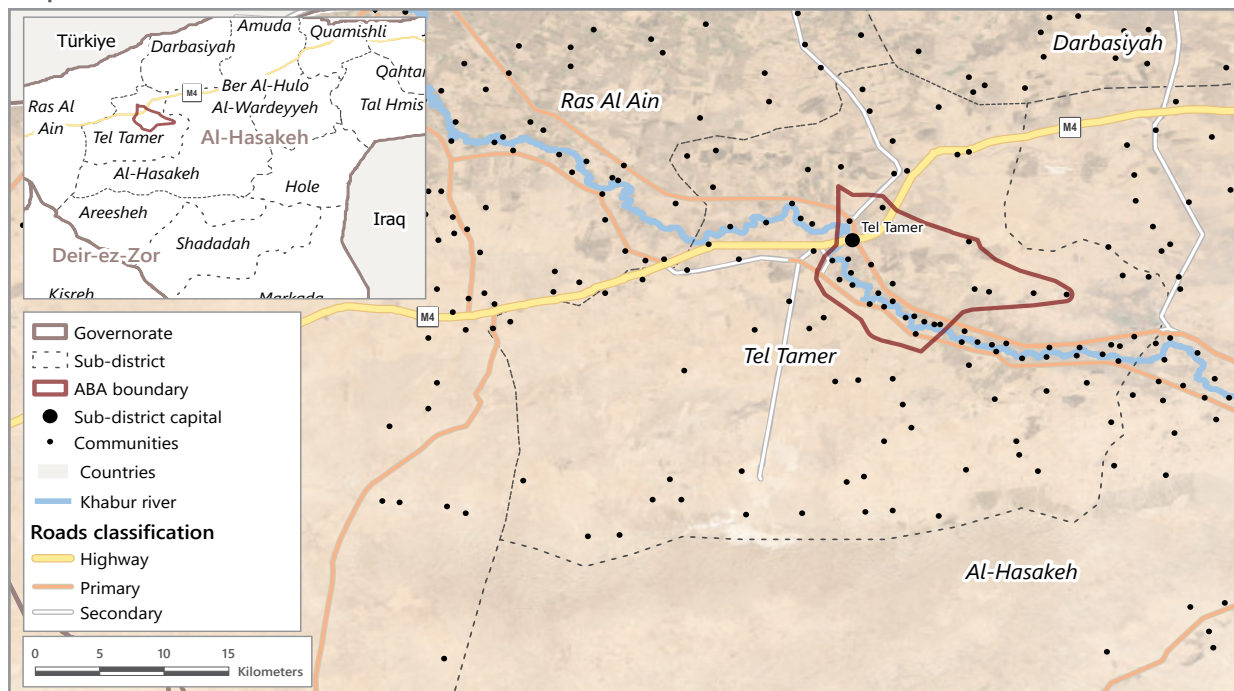 Türkiye
Amuda
Quamishli
Darbasiyah
Ber Al-Hulo
Al-Wardeyyeh
Qahtan
Tal Hmis
M4
Ras Al
Ain
Tel Tamer
Al-Hasakeh
Al-Hasakeh
Hole
Areesheh
Iraq
Shadadah
Deir-ez-Zor
Kisreh
Markada
Governorate
Sub-district
ABA boundary
Sub-district capital
Communities
Countries
Khabur river
Roads classification
Highway
Primary
Secondary
0 5 10 15
Kilometers
Darbasiyah
Ras Al Ain
M4
Tel Tamer
M4
Tel Tamer
Al-Hasakeh